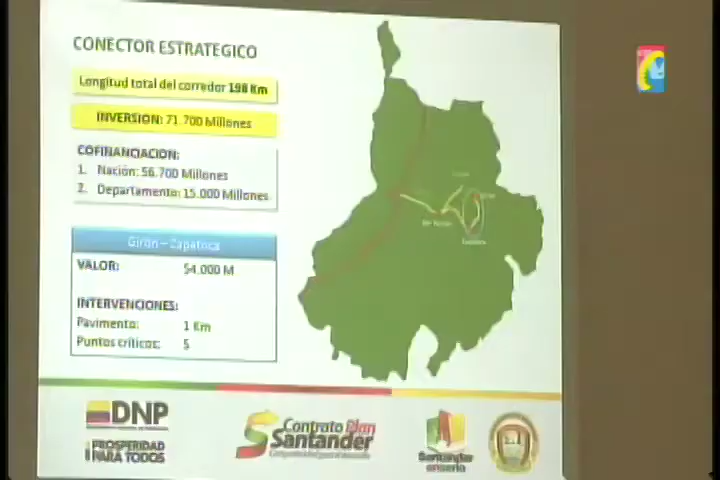 CONECTOR ESTRATEGICO
Longitud total del corredor 198 Km
INVERSION: 71.700 Millones
COFINANCIACION:
1. Nación: 56.700 Millones
2. Departamento: 15.000 Millones
Girón – Zapatoca
VALOR: 54.000 M
INTERVENCIONES:
Pavimento: 1 Km
Puntos críticos: 5
DNP
PROSPERIDAD
PARA TODOS
Contrato Plan
Santander
Santander
en serio